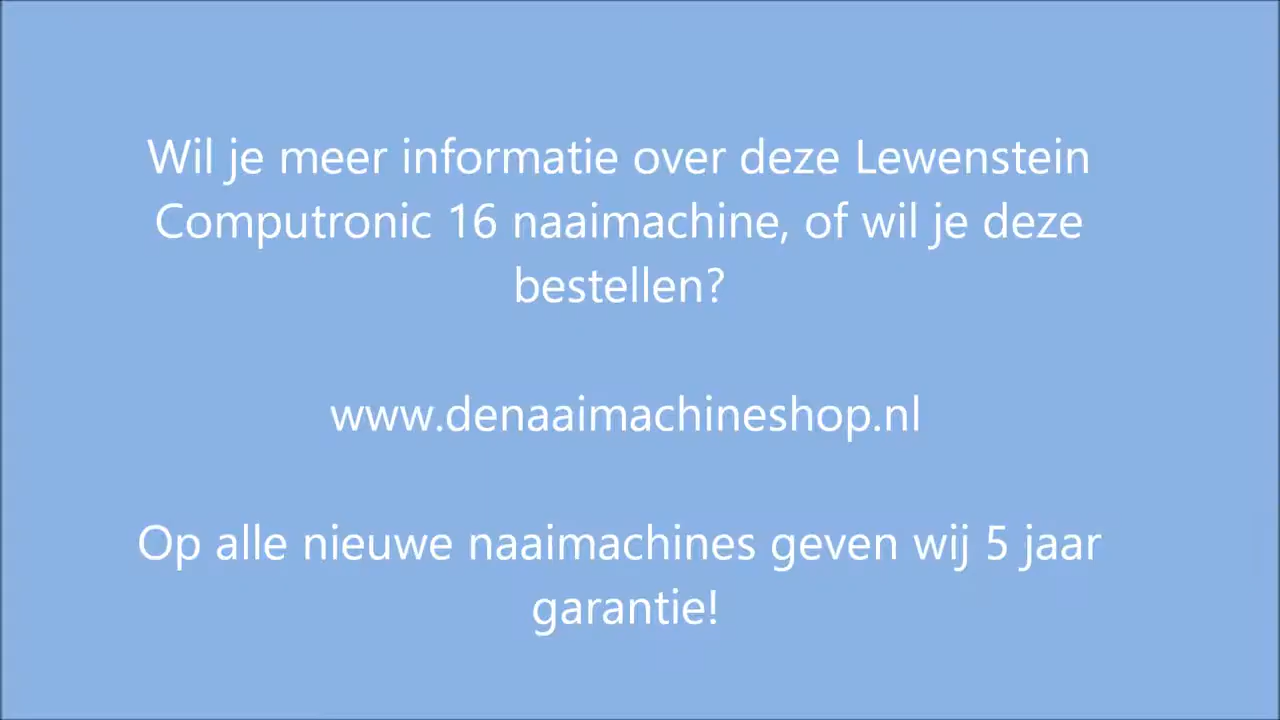 Wil je meer informatie over deze Lewenstein
Computronic 16 naaimachine, of wil je deze
bestellen?
www.denaaimachineshop.nl
Op alle nieuwe naaimachines geven wij 5 jaar
garantie!